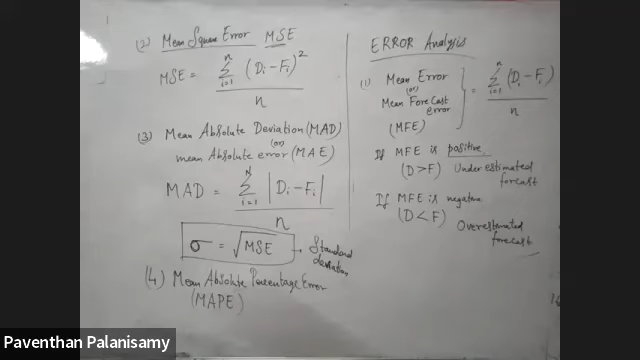 ERROR Analysis
(1) Mean Error
(or)
Mean Forecast error
(MFE)
= n Σ i=1 (Di - Fi)
n
If MFE is positive
(D > F) Under estimated
forecast
If MFE is negative
(D < F) Overestimated
forecast
(2) Mean Square Error MSE
MSE = n Σ i=1 (Di - Fi)²
n
(3) Mean Absolute Deviation (MAD)
(or)
mean Absolute error (MAE)
MAD = N Σ i=1 |Di - Fi|
n
σ = √MSE → Standard
deviation
(4) Mean Absolute Percentage Error
(MAPE)
Paventhan Palanisamy